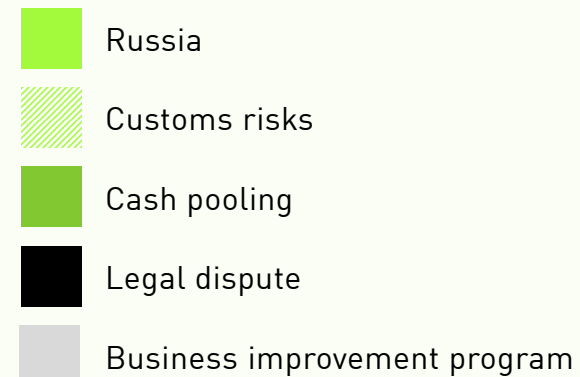 Russia
Customs risks
Cash pooling
Legal dispute
Business improvement program